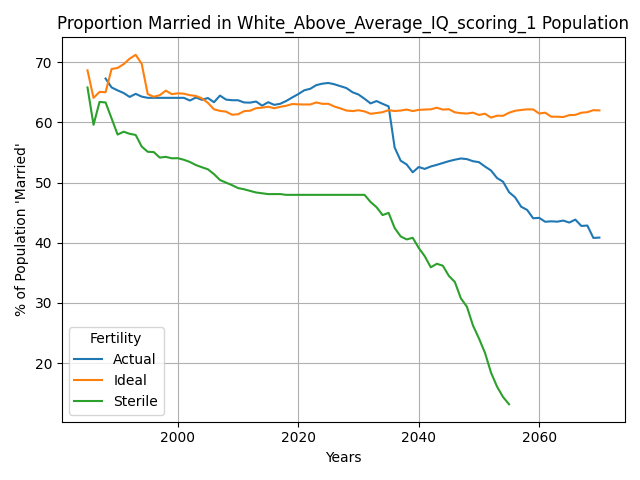 Proportion Married in White_Above_Average_IQ_scoring_1 Population
% of Population 'Married'
70
60
50
40
30
20
Fertility
Actual
Ideal
Sterile
2000 2020 2040 2060
Years